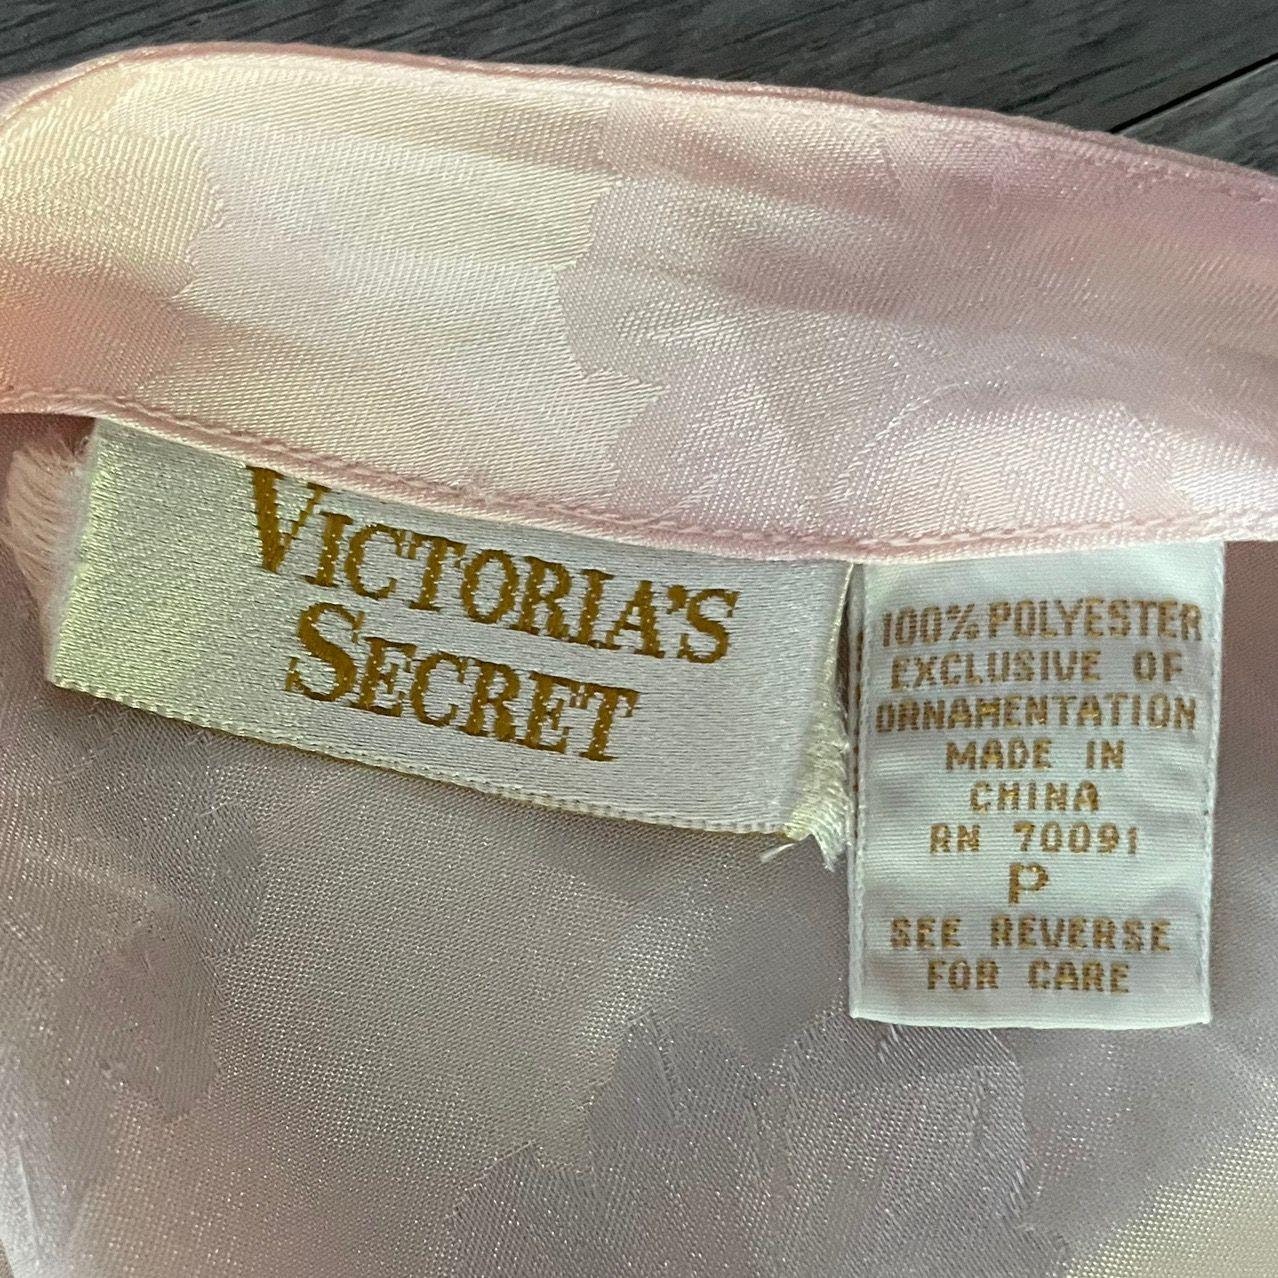 VICTORIA'S
SECRET
100% POLYESTER
EXCLUSIVE OF
ORNAMENTATION
MADE IN
CHINA
RN 70091
P
SEE REVERSE
FOR CARE